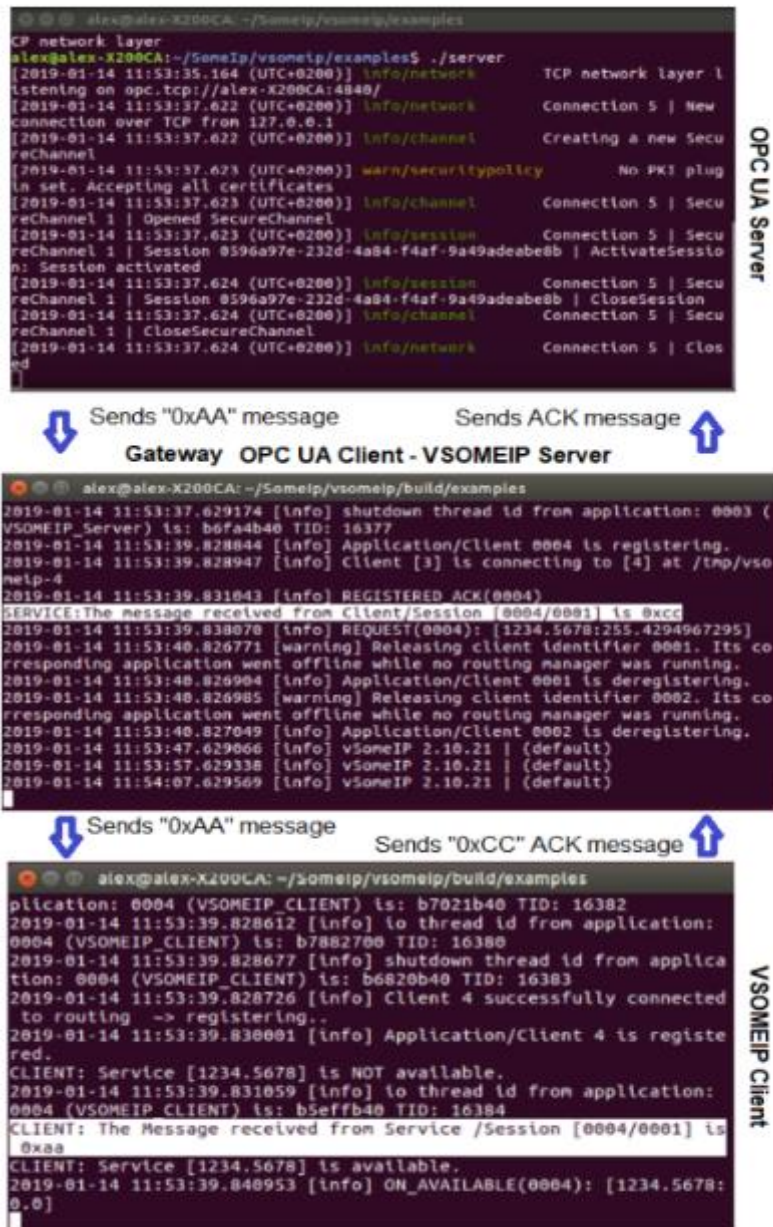 alex@alex-X200CA: ~/SomeIp/vsomeip/examples
CP network layer
alex@alex-X200CA:~/SomeIp/vsomeip/examples$ ./server
[2019-01-14 11:53:35.164 (UTC+0200)] info/network TCP network layer l
istening on opc.tcp://alex-X200CA:4840/
[2019-01-14 11:53:37.622 (UTC+0200)] info/network Connection 5 | New
connection over TCP from 127.0.0.1
[2019-01-14 11:53:37.622 (UTC+0200)] info/channel Creating a new Secu
reChannel
[2019-01-14 11:53:37.623 (UTC+0200)] warn/securitypolicy No PKI plug
in set. Accepting all certificates
[2019-01-14 11:53:37.623 (UTC+0200)] info/channel Connection 5 | Secu
reChannel 1 | Opened SecureChannel
[2019-01-14 11:53:37.623 (UTC+0200)] info/session Connection 5 | Secu
reChannel 1 | Session 0596a97e-232d-4a84-f4af-9a49adeabe8b | ActivateSessio
n: Session activated
[2019-01-14 11:53:37.624 (UTC+0200)] info/session Connection 5 | Secu
reChannel 1 | Session 0596a97e-232d-4a84-f4af-9a49adeabe8b | CloseSession
[2019-01-14 11:53:37.624 (UTC+0200)] info/channel Connection 5 | Secu
reChannel 1 | CloseSecureChannel
[2019-01-14 11:53:37.624 (UTC+0200)] info/network Connection 5 | Clos
ed
OPC UA Server
Sends "0xAA" message
Sends ACK message
Gateway OPC UA Client - VSOMEIP Server
alex@alex-X200CA: ~/SomeIp/vsomeip/build/examples
2019-01-14 11:53:37.629174 [info] shutdown thread id from application: 0003 (
VSOMEIP_Server) is: b6fa4b40 TID: 16377
2019-01-14 11:53:39.828844 [info] Application/Client 0004 is registering.
2019-01-14 11:53:39.828947 [info] Client [3] is connecting to [4] at /tmp/vso
meip-4
2019-01-14 11:53:39.831043 [info] REGISTERED_ACK(0004)
SERVICE:The message received from Client/Session [0004/0001] is 0xcc
2019-01-14 11:53:39.838070 [info] REQUEST(0004): [1234.5678:255.4294967295]
2019-01-14 11:53:40.826771 [warning] Releasing client identifier 0001. Its co
rresponding application went offline while no routing manager was running.
2019-01-14 11:53:40.826904 [info] Application/Client 0001 is deregistering.
2019-01-14 11:53:40.826985 [warning] Releasing client identifier 0002. Its co
rresponding application went offline while no routing manager was running.
2019-01-14 11:53:40.827049 [info] Application/Client 0002 is deregistering.
2019-01-14 11:53:47.629066 [info] vSomeIP 2.10.21 | (default)
2019-01-14 11:53:57.629338 [info] vSomeIP 2.10.21 | (default)
2019-01-14 11:54:07.629569 [info] vSomeIP 2.10.21 | (default)
Sends "0xAA" message
Sends "0xCC" ACK message
alex@alex-X200CA: ~/SomeIp/vsomeip/build/examples
plication: 0004 (VSOMEIP_CLIENT) is: b7021b40 TID: 16382
2019-01-14 11:53:39.828612 [info] io thread id from application:
0004 (VSOMEIP_CLIENT) is: b7882700 TID: 16380
2019-01-14 11:53:39.828677 [info] shutdown thread id from applica
tion: 0004 (VSOMEIP_CLIENT) is: b6820b40 TID: 16383
2019-01-14 11:53:39.828726 [info] Client 4 successfully connected
to routing ~> registering..
2019-01-14 11:53:39.830001 [info] Application/Client 4 is registe
red.
CLIENT: Service [1234.5678] is NOT available.
2019-01-14 11:53:39.831059 [info] io thread id from application:
0004 (VSOMEIP_CLIENT) is: b5effb40 TID: 16384
CLIENT: The Message received from Service /Session [0004/0001] is
0xaa
CLIENT: Service [1234.5678] is available.
2019-01-14 11:53:39.840953 [info] ON_AVAILABLE(0004): [1234.5678:
0.0]
VSOMEIP Client